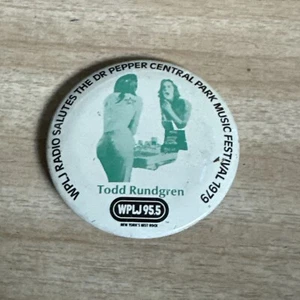 WPLJ RADIO SALUTES THE DR PEPPER CENTRAL PARK MUSIC FESTIVAL 1979
Todd Rundgren
WPLJ 95.5
NEW YORK'S BEST ROCK